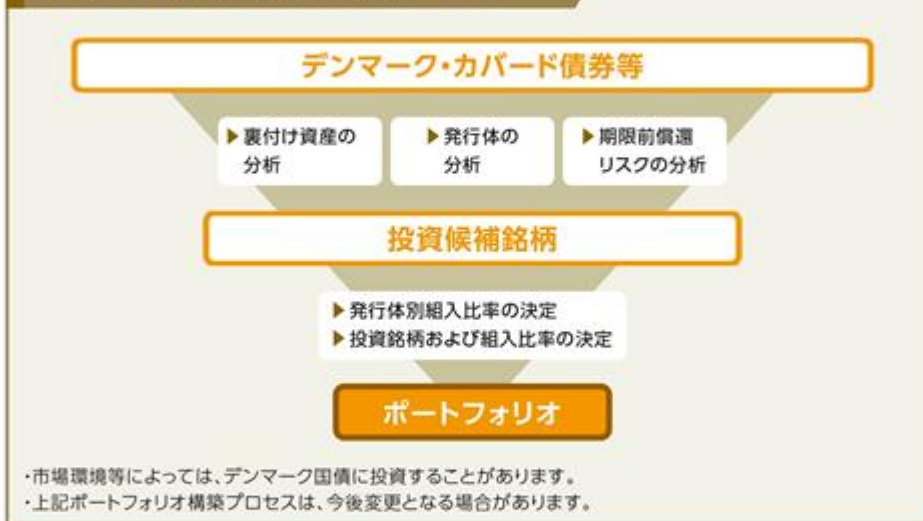 デンマーク・カバード債券等
▶裏付け資産の
分析
▶発行体の
分析
▶期限前償還
リスクの分析
投資候補銘柄
▶発行体別組入比率の決定
▶投資銘柄および組入比率の決定
ポートフォリオ
・市場環境等によっては、デンマーク国債に投資することがあります。
・上記ポートフォリオ構築プロセスは、今後変更となる場合があります。